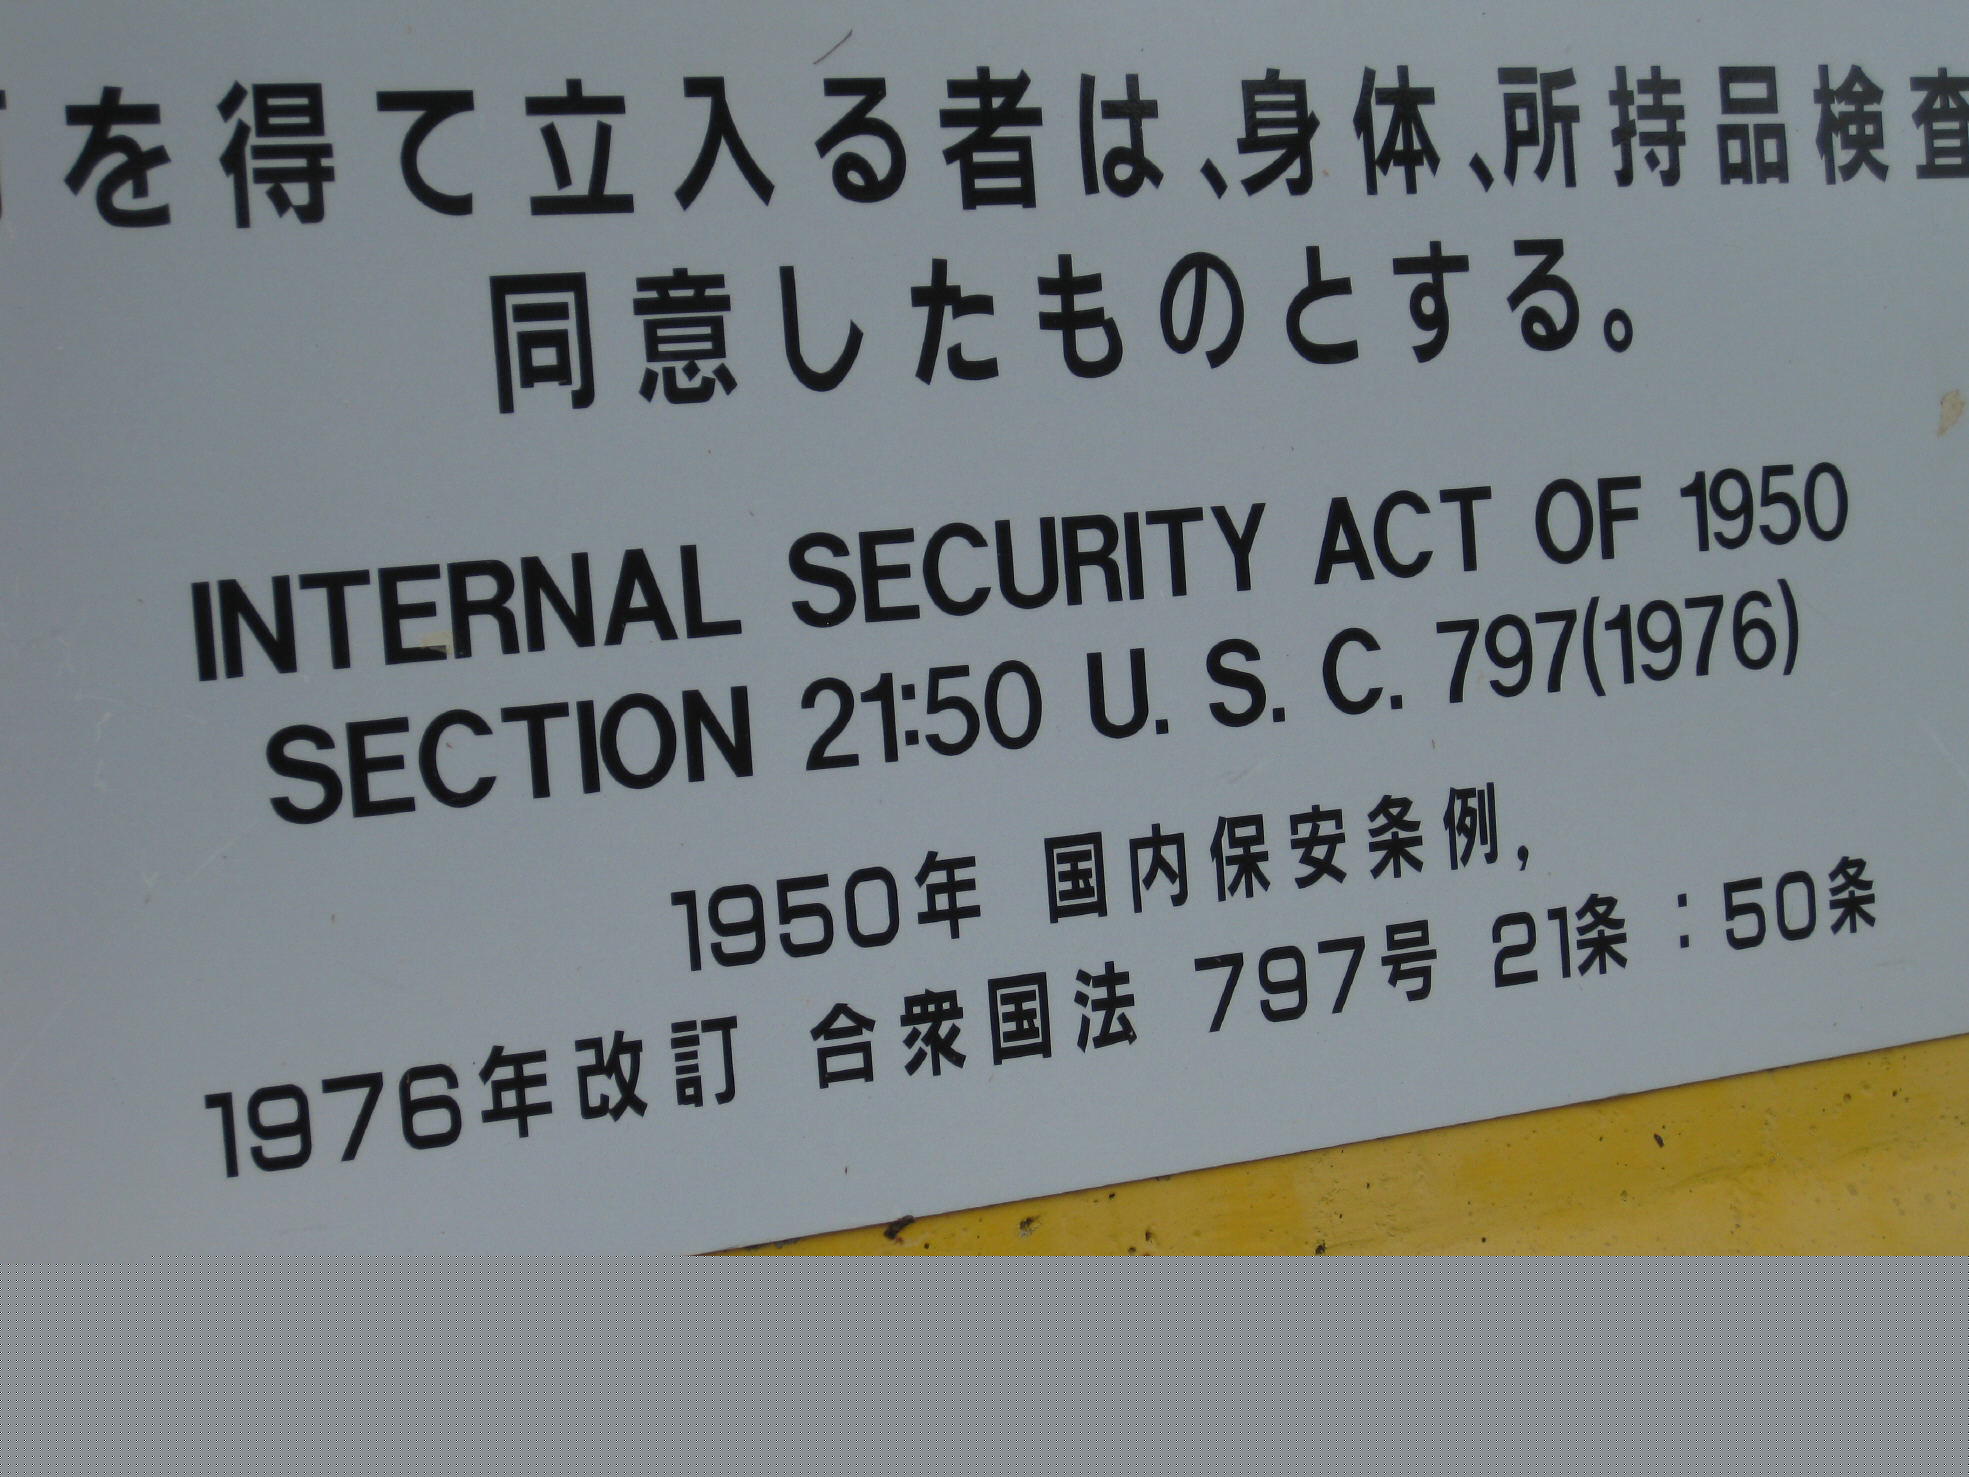 を得て立入る者は、身体、所持品検査
同意したものとする。
INTERNAL SECURITY ACT OF 1950
SECTION 21:50 U. S. C. 797(1976)
1950年 国内保安条例,
1976年改訂 合衆国法 797号 21条 : 50条